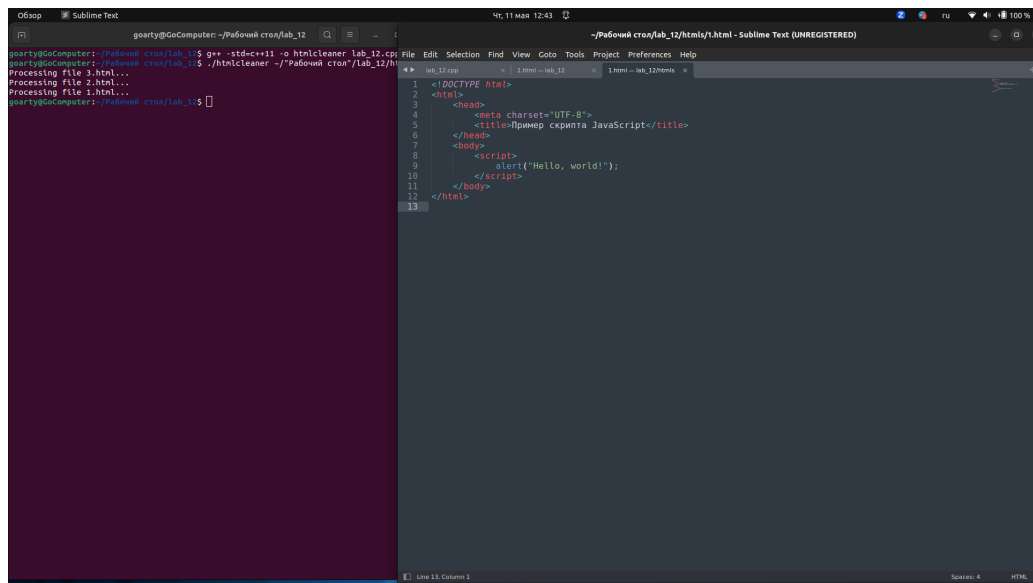 Обзор Sublime Text Чт, 11 мая 12:43 ru 100 %
goarty@GoComputer: ~/Рабочий стол/lab_12
goarty@GoComputer:~/Рабочий стол/lab_12$ g++ -std=c++11 -o htmlcleaner lab_12.cpp
goarty@GoComputer:~/Рабочий стол/lab_12$ ./htmlcleaner ~/"Рабочий стол"/lab_12/ht
Processing file 3.html...
Processing file 2.html...
Processing file 1.html...
goarty@GoComputer:~/Рабочий стол/lab_12$
~/Рабочий стол/lab_12/htmls/1.html - Sublime Text (UNREGISTERED)
File Edit Selection Find View Goto Tools Project Preferences Help
lab_12.cpp × 1.html — lab_12 × 1.html — lab_12/htmls ×
1 <!DOCTYPE html>
2 <html>
3 <head>
4 <meta charset="UTF-8">
5 <title>Пример скрипта JavaScript</title>
6 </head>
7 <body>
8 <script>
9 alert("Hello, world!");
10 </script>
11 </body>
12 </html>
13
Line 13, Column 1 Spaces: 4 HTML